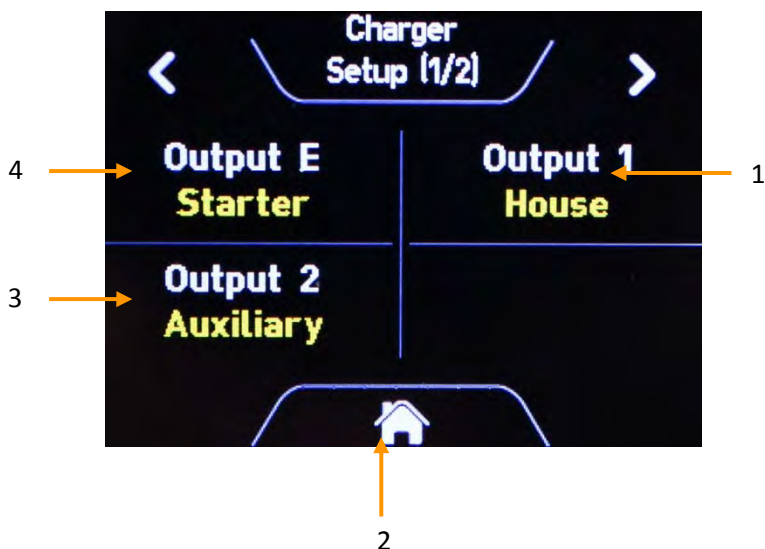 Charger
Setup (1/2)
4
Output E
Starter
Output 1
House
1
3
Output 2
Auxiliary
2